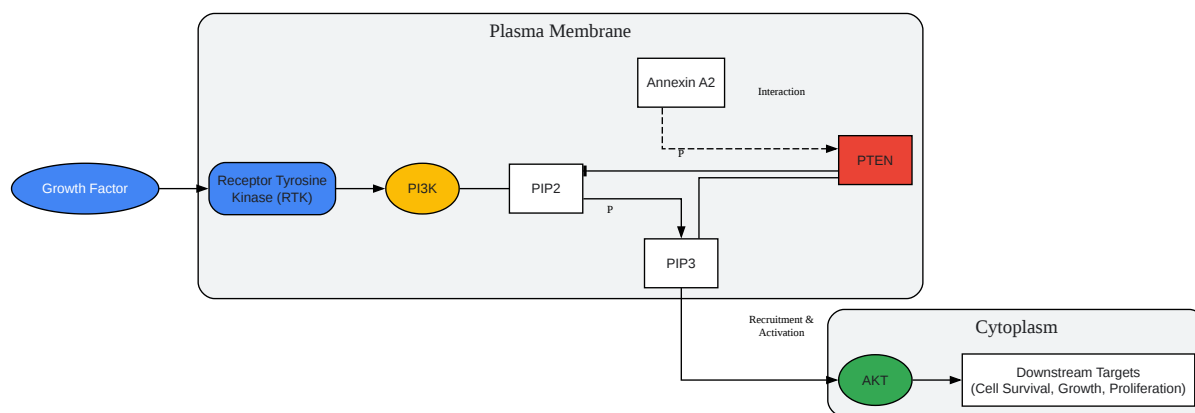 Plasma Membrane
Annexin A2
Interaction
P
PTEN
Growth Factor
Receptor Tyrosine
Kinase (RTK)
PI3K
PIP2
P
PIP3
Recruitment &
Activation
Cytoplasm
AKT
Downstream Targets
(Cell Survival, Growth, Proliferation)